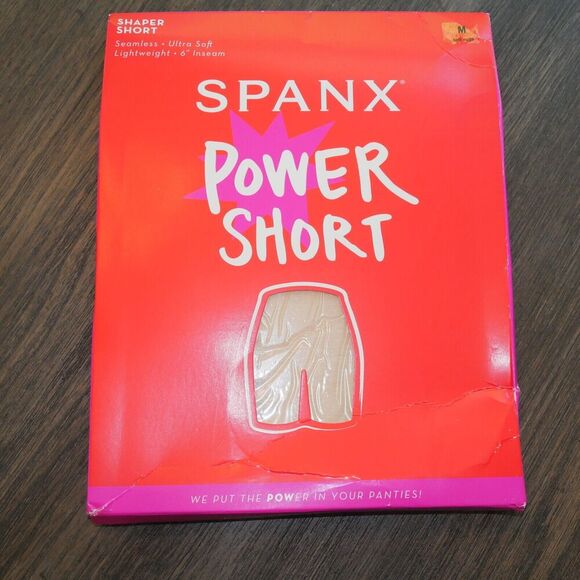 SHAPER
SHORT
Seamless • Ultra Soft
Lightweight • 6" Inseam
M
SPANX®
POWER
SHORT
WE PUT THE POWER IN YOUR PANTIES!